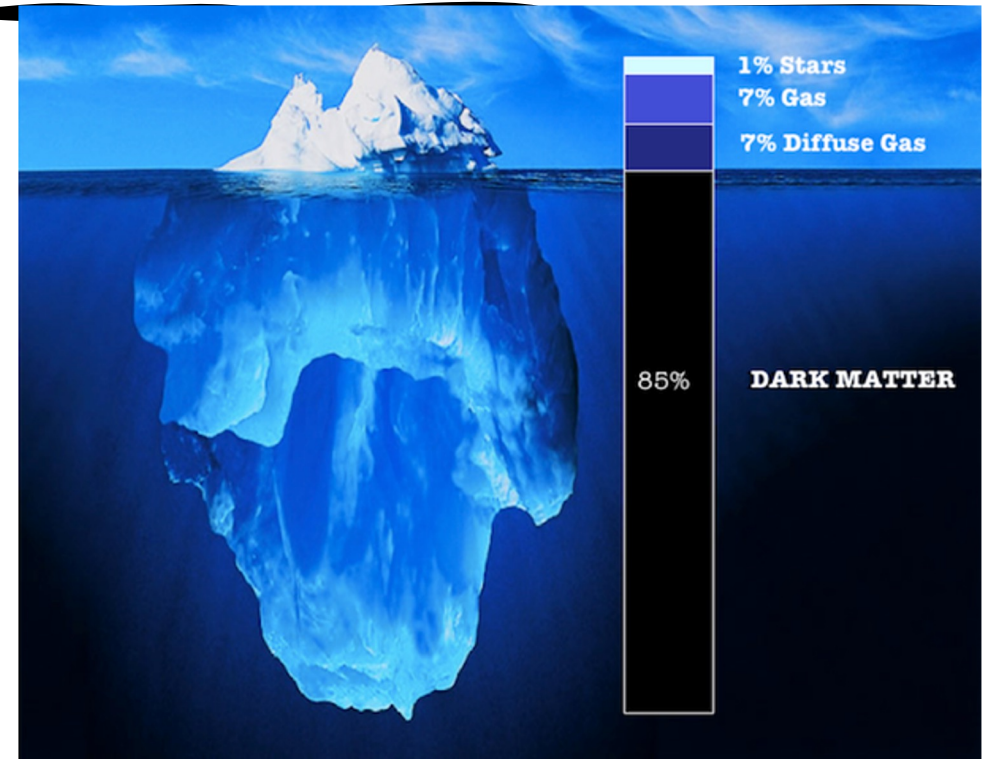 1% Stars
7% Gas
7% Diffuse Gas
85%
DARK MATTER